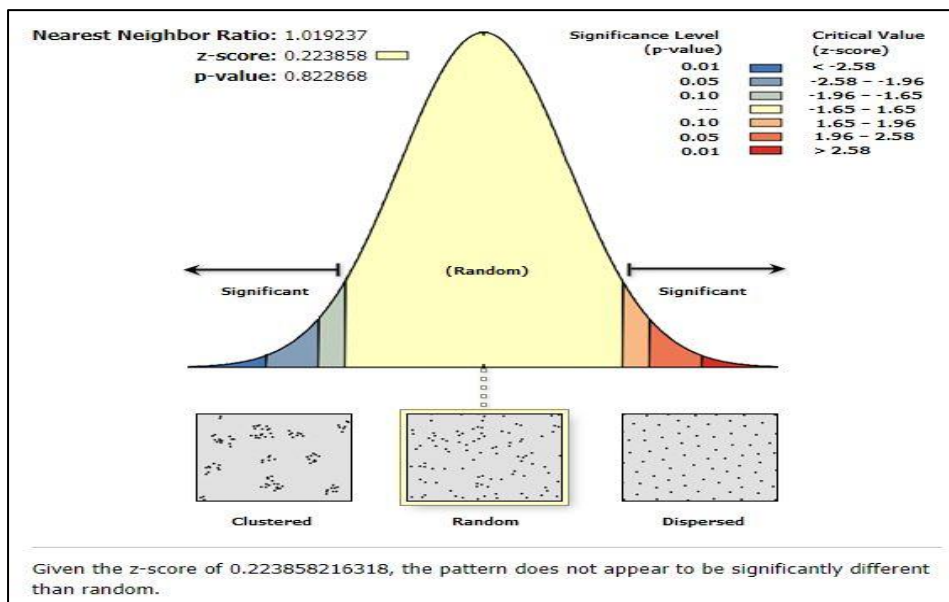 Nearest Neighbor Ratio: 1.019237
z-score: 0.223858
p-value: 0.822868
Significance Level
(p-value)
Critical Value
(z-score)
0.01 < -2.58
0.05 -2.58 – -1.96
0.10 -1.96 – -1.65
--- -1.65 – 1.65
0.10 1.65 – 1.96
0.05 1.96 – 2.58
0.01 > 2.58
(Random)
Significant
Significant
Clustered
Random
Dispersed
Given the z-score of 0.223858216318, the pattern does not appear to be significantly different
than random.